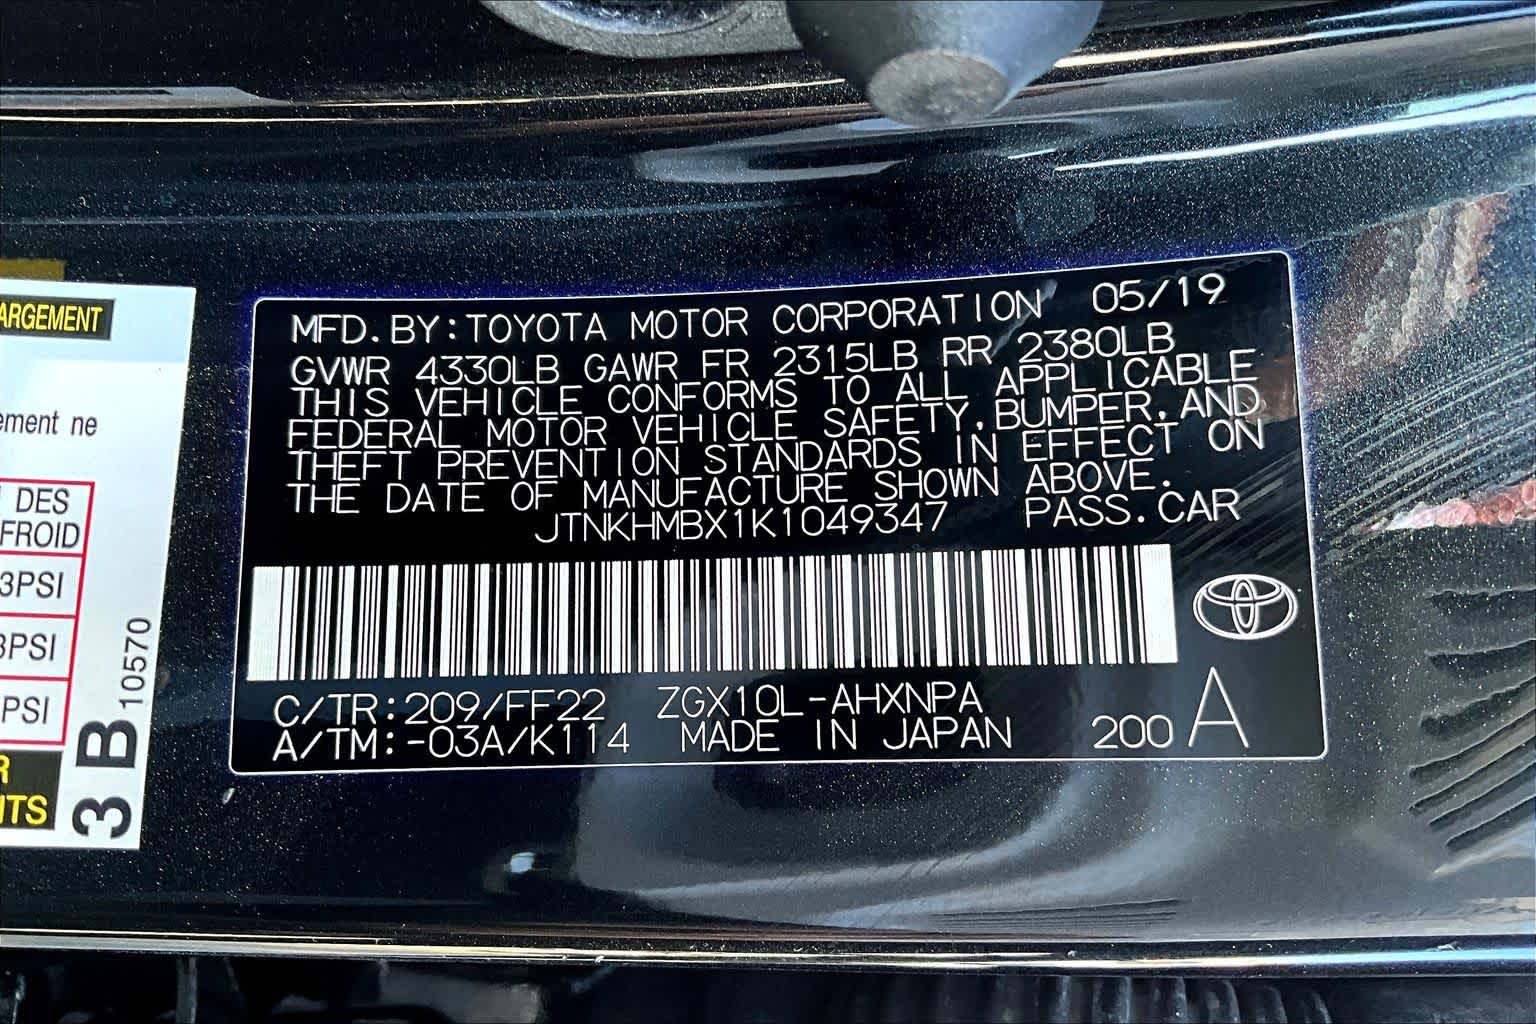 ARGEMENT
ement ne
DES
FROID
3PSI
3PSI
PSI
R
ITS
3 B
10570
MFD.BY:TOYOTA MOTOR CORPORATION 05/19
GVWR 4330LB GAWR FR 2315LB RR 2380LB
THIS VEHICLE CONFORMS TO ALL APPLICABLE
FEDERAL MOTOR VEHICLE SAFETY,BUMPER,AND
THEFT PREVENTION STANDARDS IN EFFECT ON
THE DATE OF MANUFACTURE SHOWN ABOVE.
JTNKHMBX1K1049347 PASS.CAR
C/TR:209/FF22 ZGX10L-AHXNPA
A/TM:-03A/K114 MADE IN JAPAN 200 A